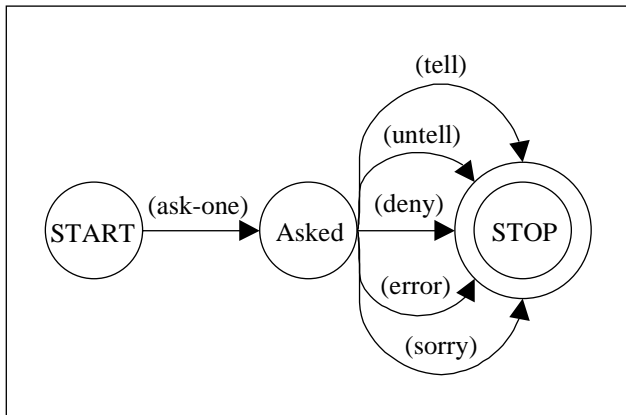 (tell)
(untell)
(ask-one)
(deny)
START
Asked
STOP
(error)
(sorry)